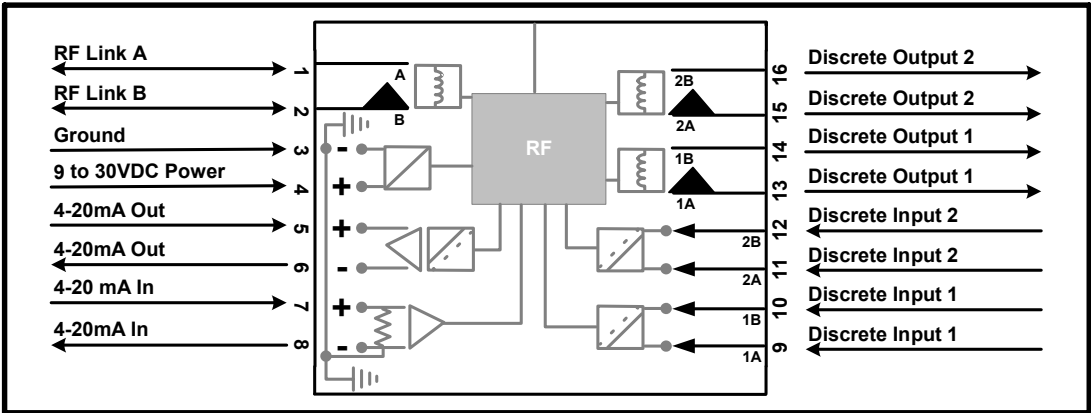 RF Link A
RF Link B
Ground
9 to 30VDC Power
4-20mA Out
4-20mA Out
4-20 mA In
4-20mA In
1
2
3
4
5
6
7
8
A
B
-
+
+
-
+
-
RF
2B
2A
1B
1A
2B
2A
1B
1A
16
15
14
13
12
11
10
9
Discrete Output 2
Discrete Output 2
Discrete Output 1
Discrete Output 1
Discrete Input 2
Discrete Input 2
Discrete Input 1
Discrete Input 1